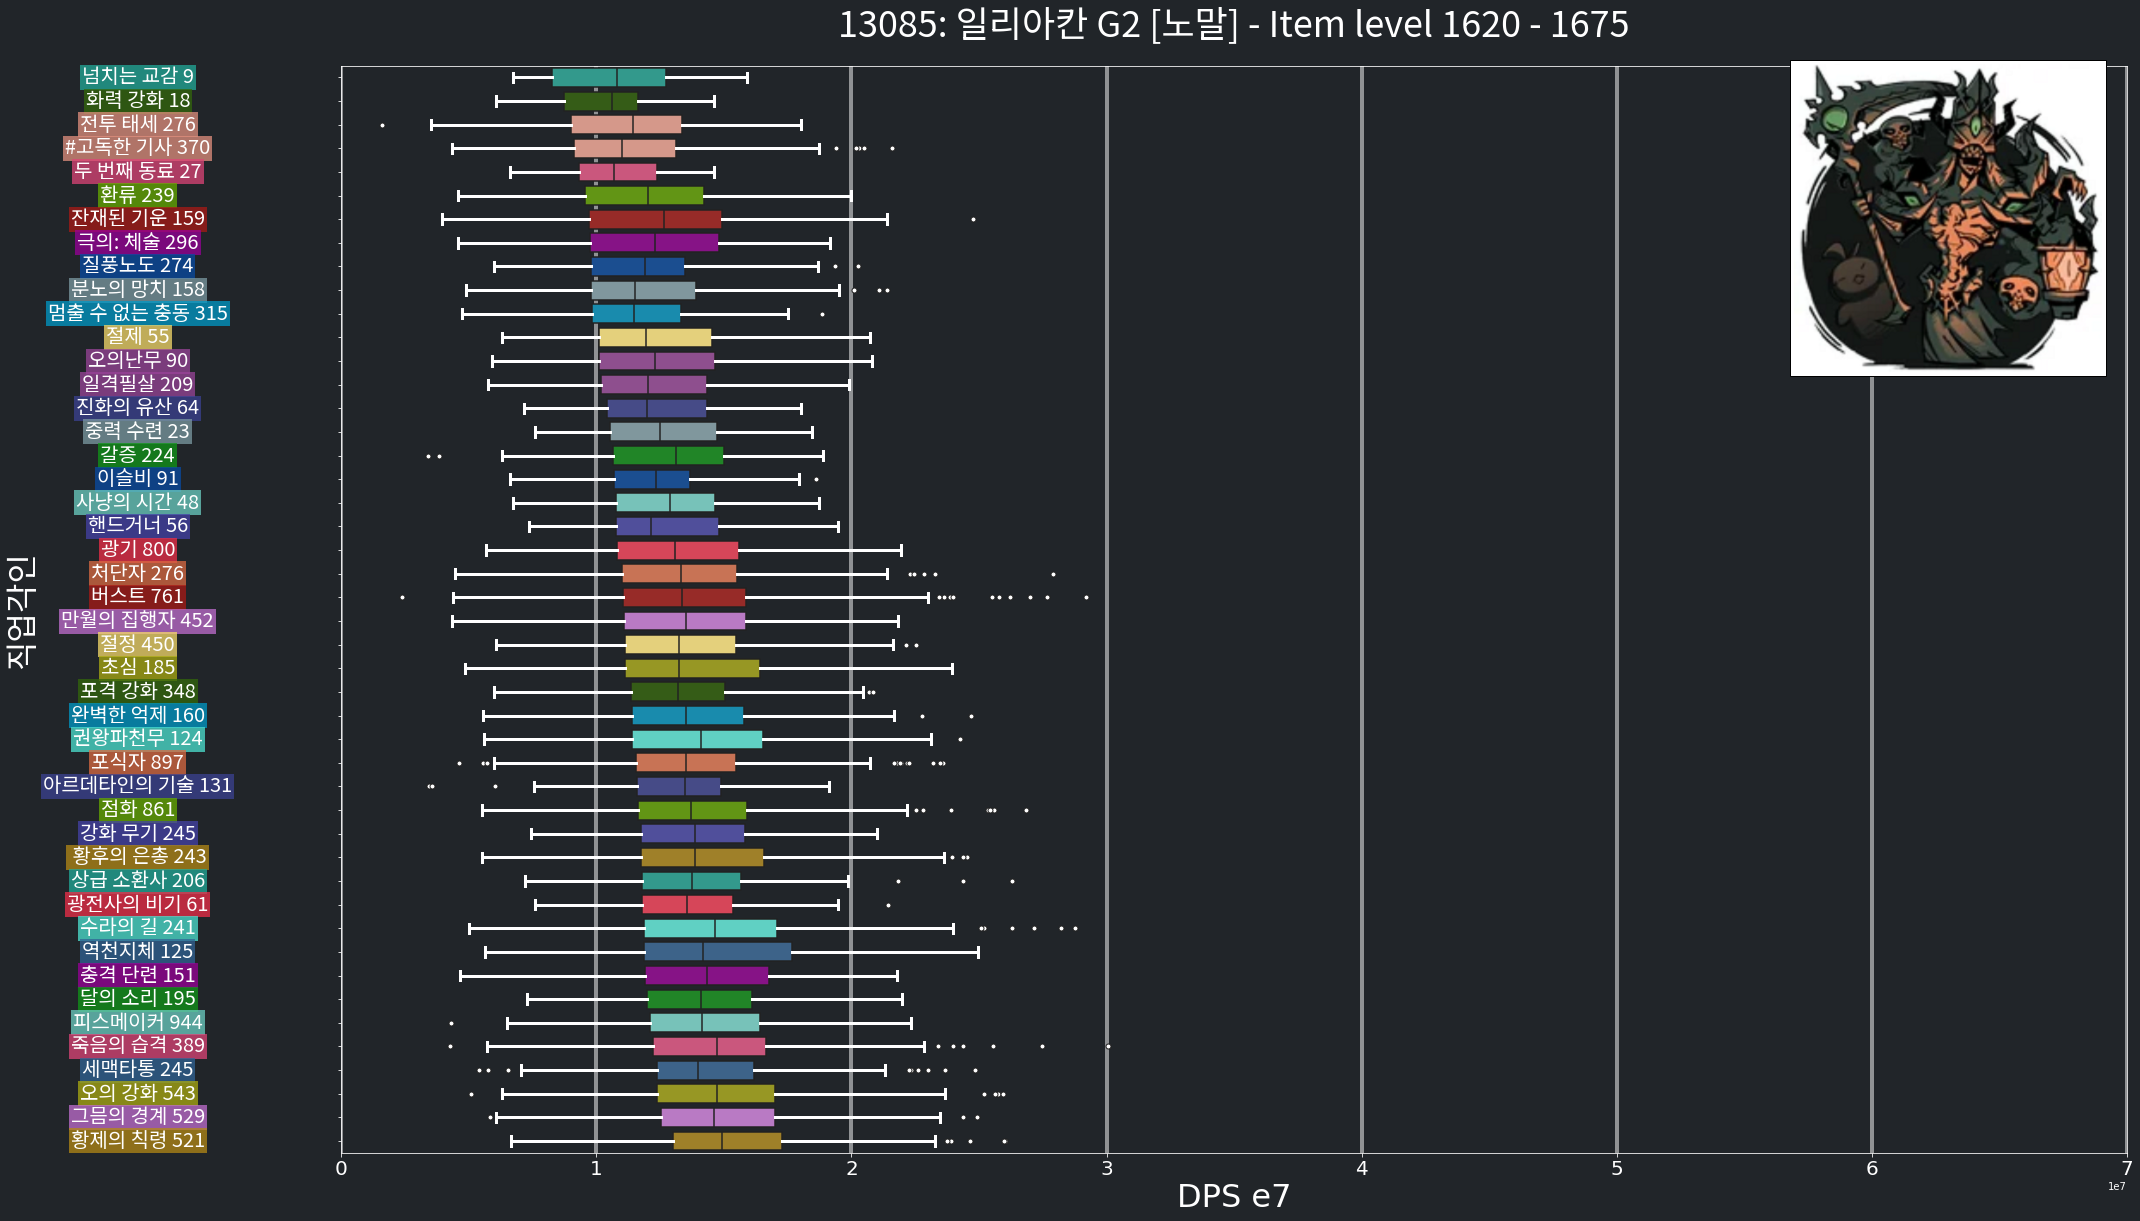 13085: 일리아칸 G2 [노말] - Item level 1620 - 1675
넘치는 교감 9
화력 강화 18
전투 태세 276
#고독한 기사 370
두 번째 동료 27
환류 239
잔재된 기운 159
극의: 체술 296
질풍노도 274
분노의 망치 158
멈출 수 없는 충동 315
절제 55
오의난무 90
일격필살 209
진화의 유산 64
중력 수련 23
갈증 224
이슬비 91
사냥의 시간 48
핸드거너 56
광기 800
처단자 276
버스트 761
만월의 집행자 452
절정 450
초심 185
포격 강화 348
완벽한 억제 160
권왕파천무 124
포식자 897
아르데타인의 기술 131
점화 861
강화 무기 245
황후의 은총 243
상급 소환사 206
광전사의 비기 61
수라의 길 241
역천지체 125
충격 단련 151
달의 소리 195
피스메이커 944
죽음의 습격 389
세맥타통 245
오의 강화 543
그믐의 경계 529
황제의 칙령 521
직업각인
0 1 2 3 4 5 6 7
1e7
DPS e7